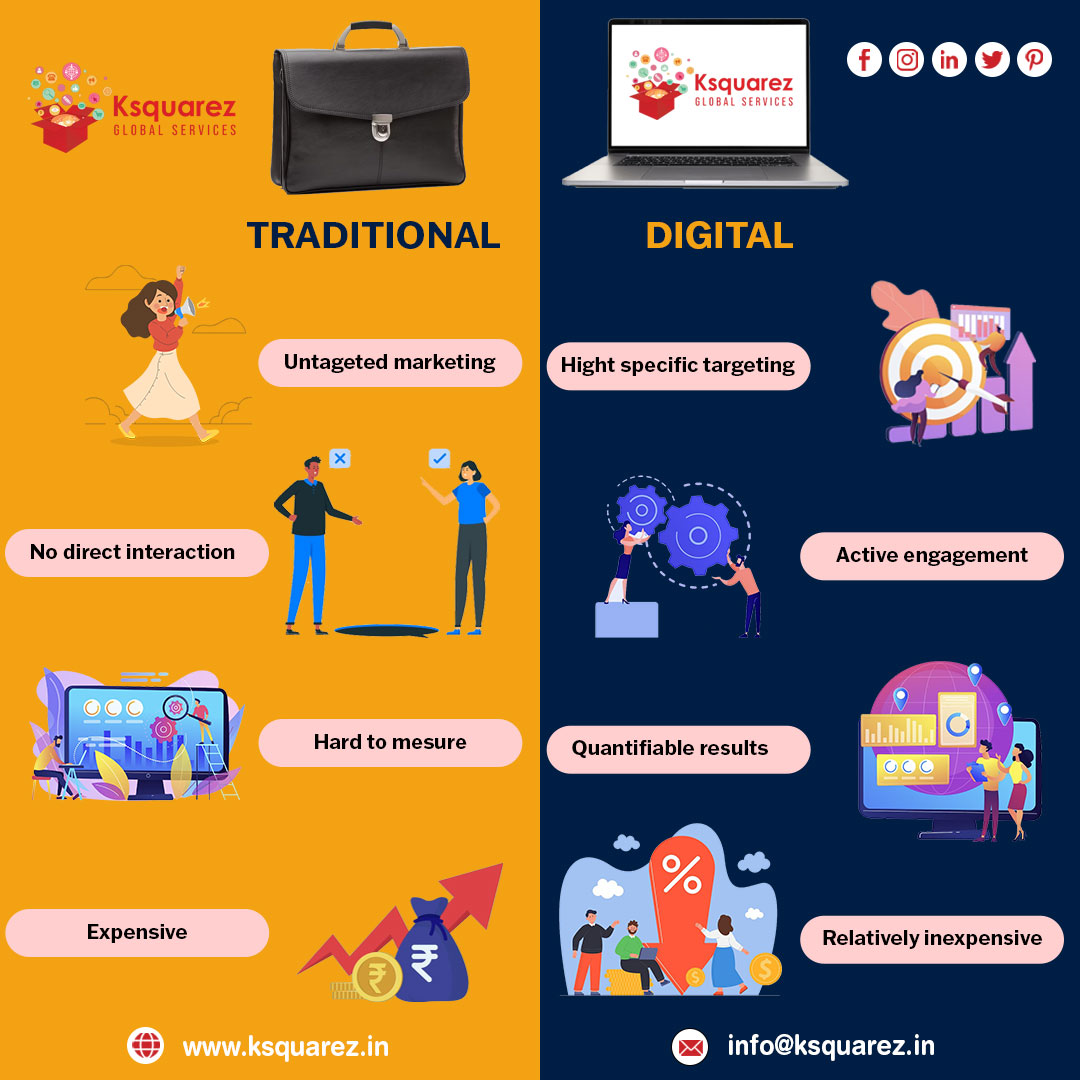 Ksquarez
GLOBAL SERVICES
Ksquarez
GLOBAL SERVICES
TRADITIONAL
DIGITAL
Untageted marketing
Hight specific targeting
No direct interaction
Active engagement
Hard to mesure
Quantifiable results
Expensive
%
₹
₹
$
$
Relatively inexpensive
www.ksquarez.in
info@ksquarez.in